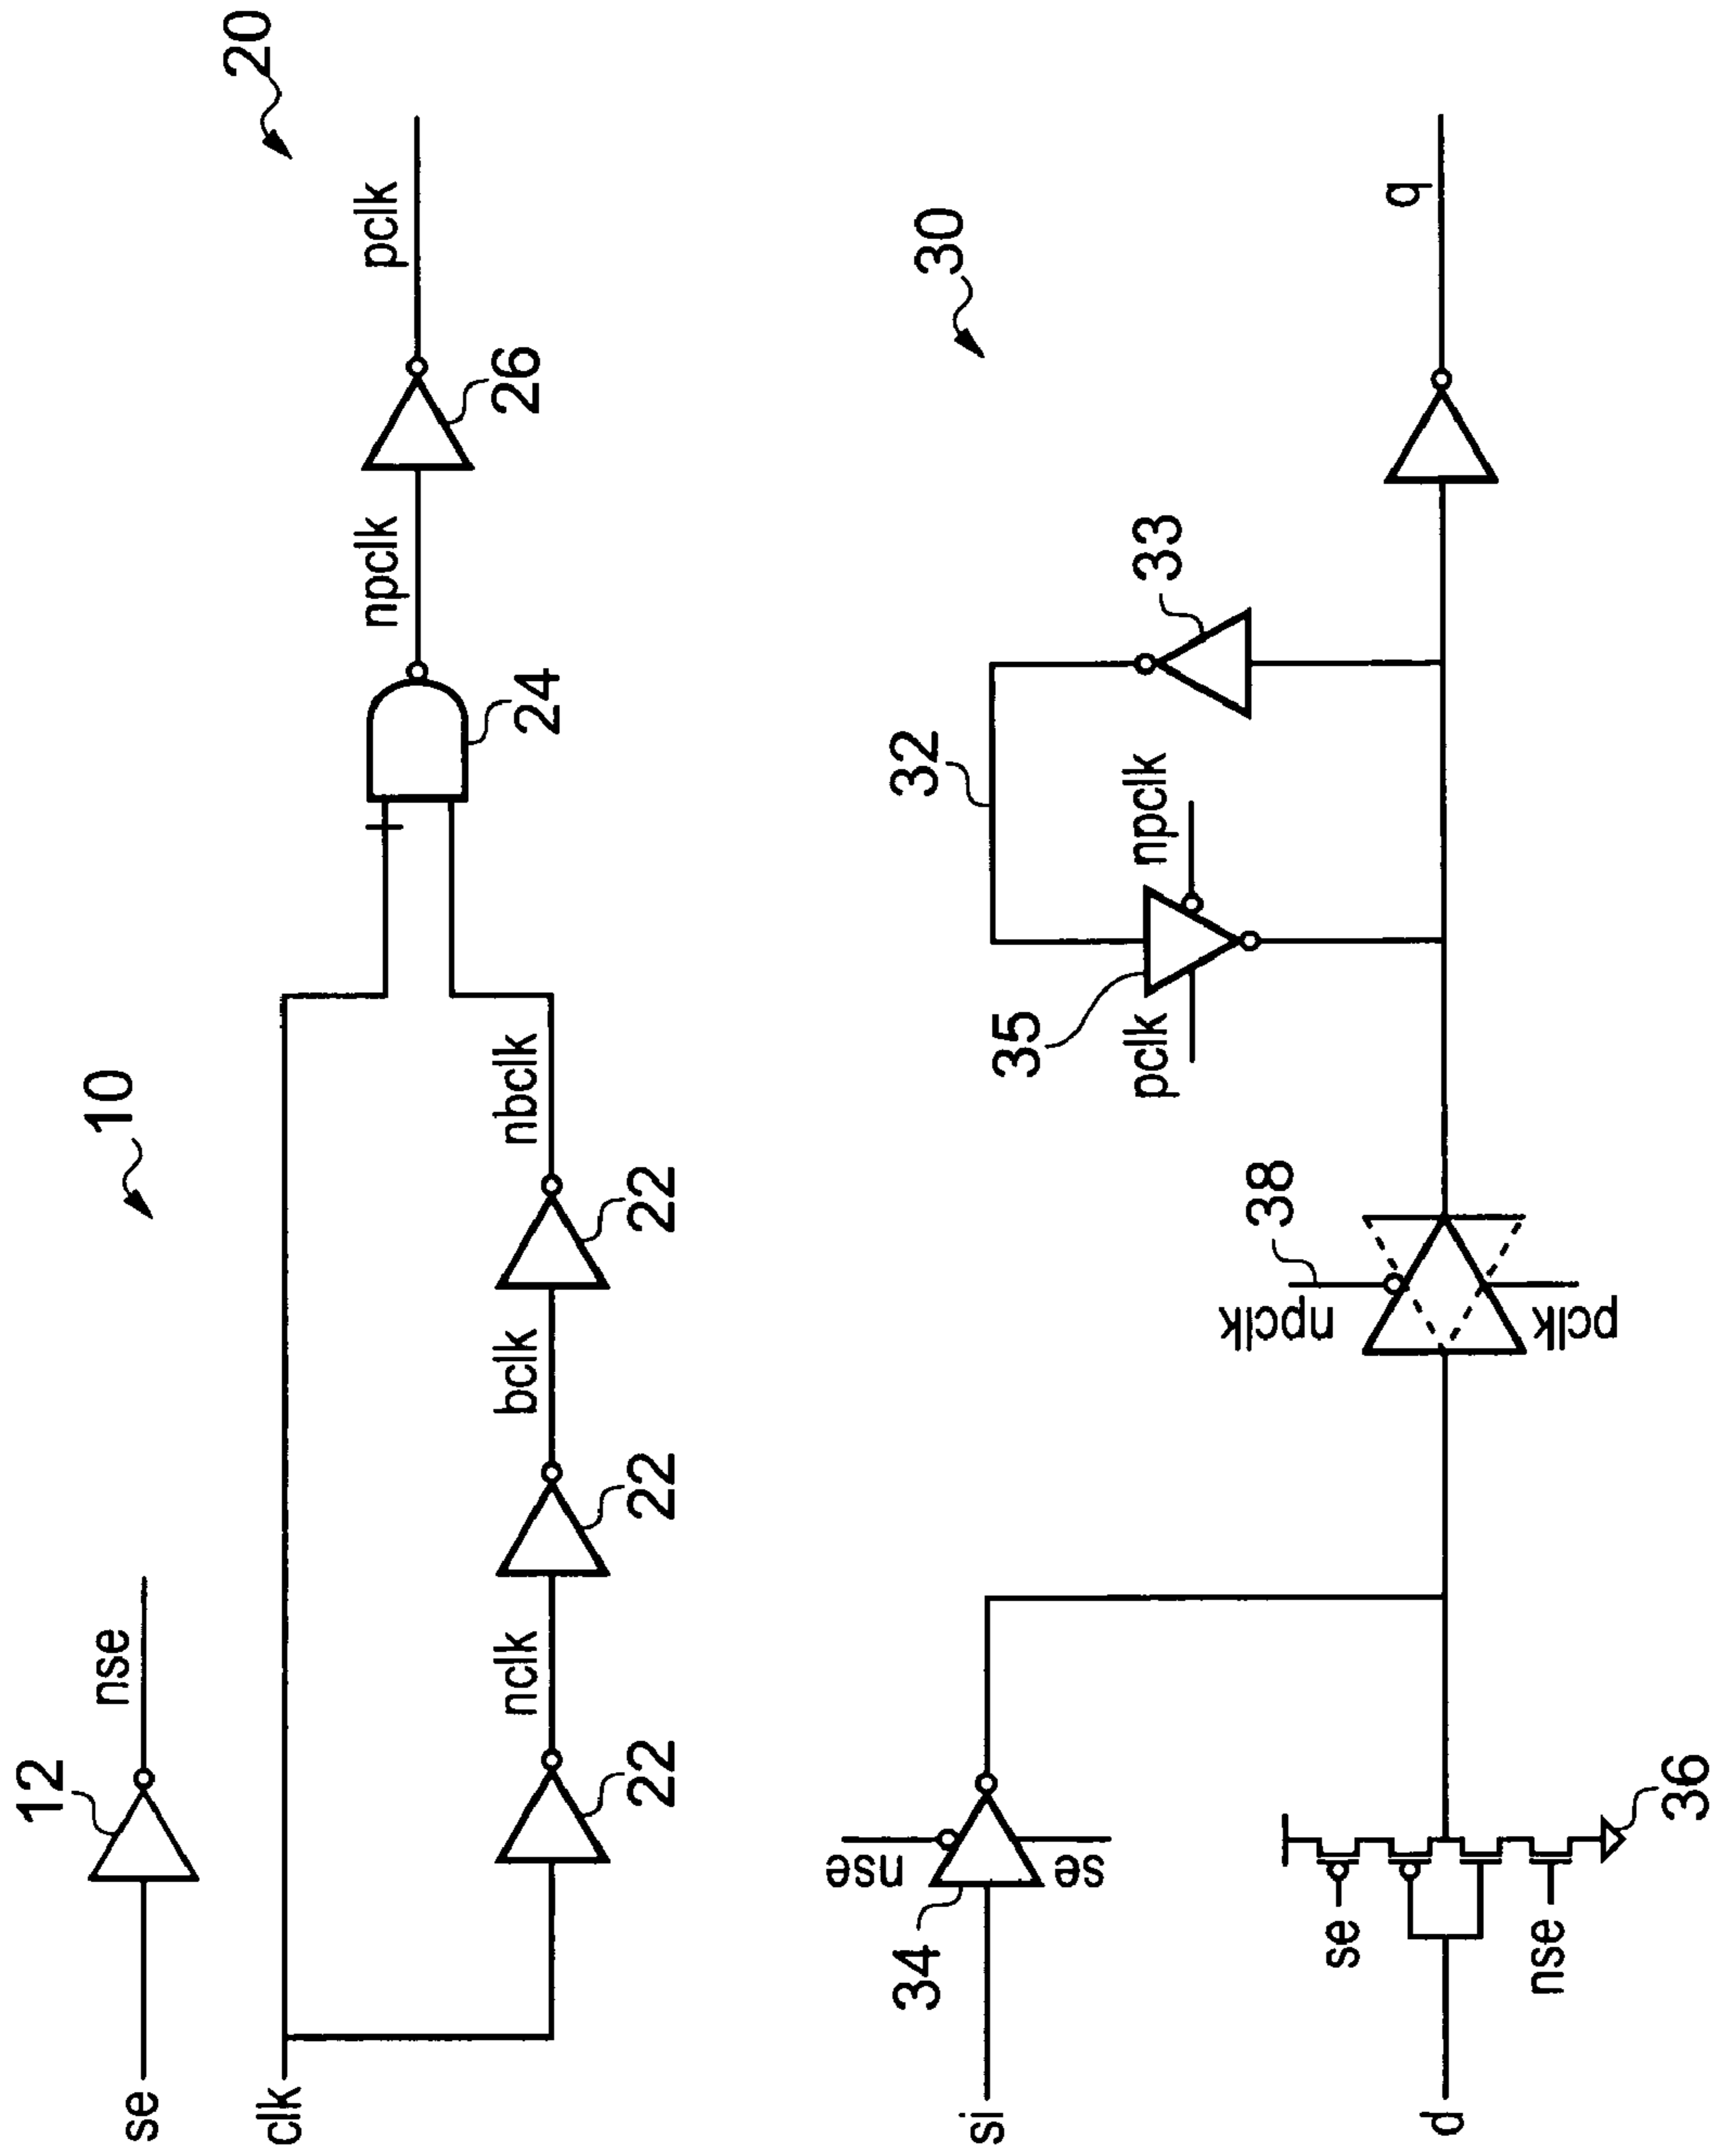 10
20
12
se
nse
clk
nclk
bclk
nbclk
22
22
22
24
npclk
26
pclk
30
si
34
nse
se
d
se
nse
36
38
npclk
pclk
35
pclk
npclk
32
33
q